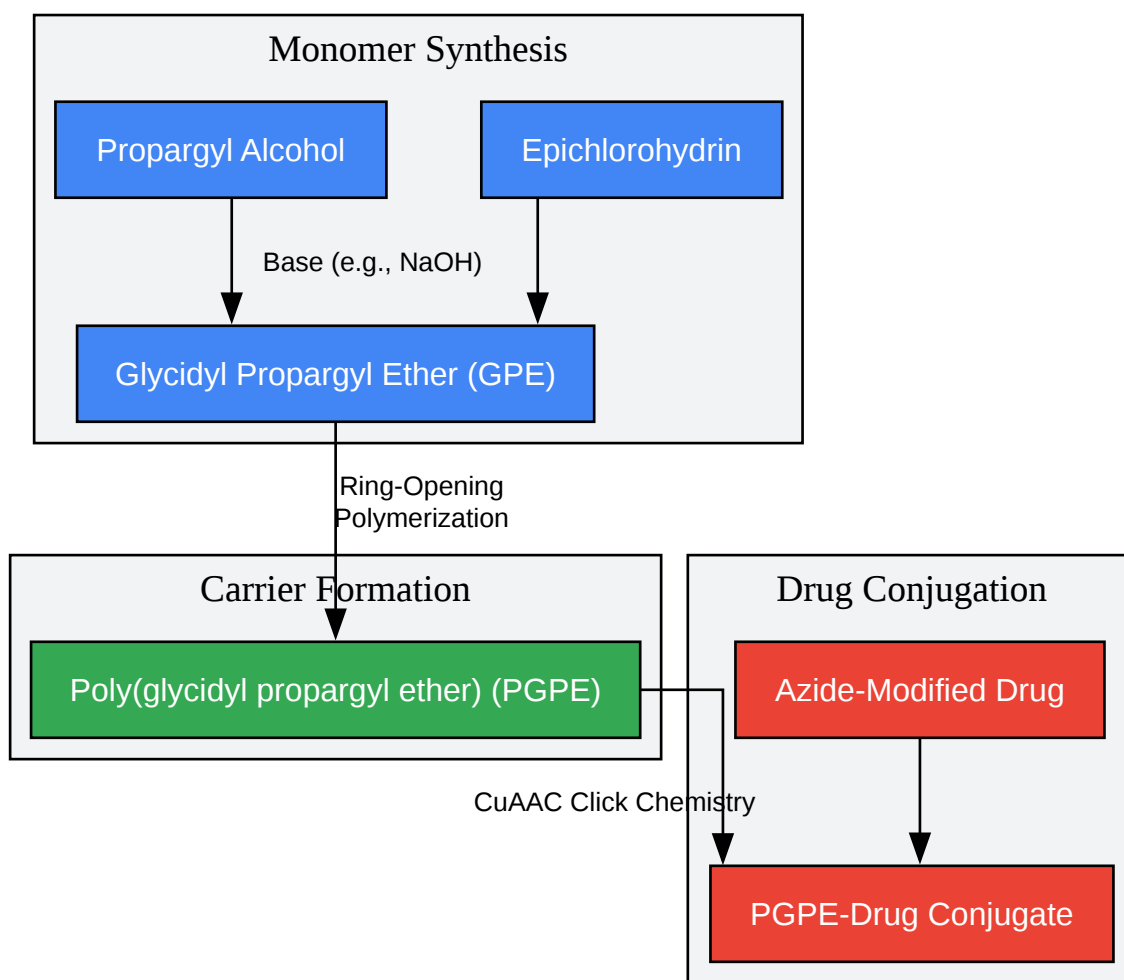 Monomer Synthesis
Propargyl Alcohol
Epichlorohydrin
Base (e.g., NaOH)
Glycidyl Propargyl Ether (GPE)
Ring-Opening
Polymerization
Carrier Formation
Poly(glycidyl propargyl ether) (PGPE)
Drug Conjugation
Azide-Modified Drug
CuAAC Click Chemistry
PGPE-Drug Conjugate